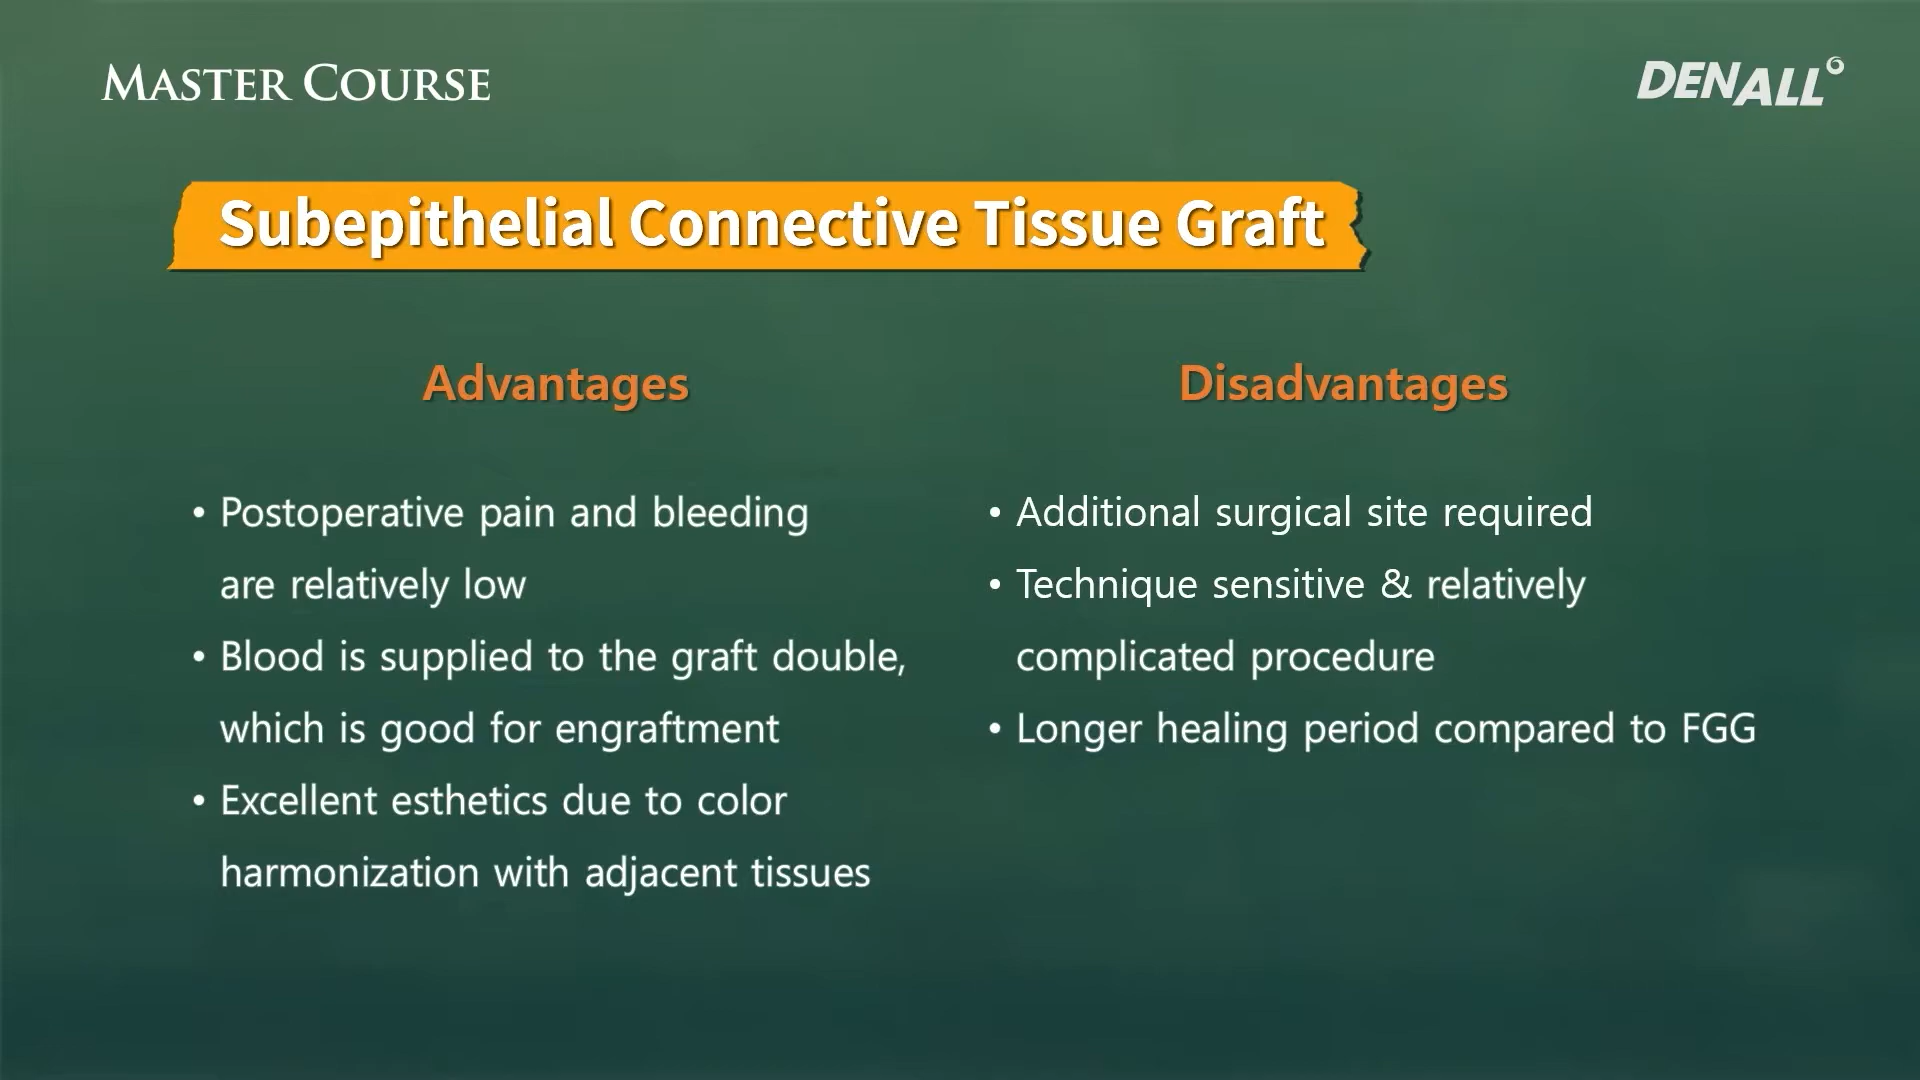 MASTER COURSE
DENALL
Subepithelial Connective Tissue Graft
Advantages
• Postoperative pain and bleeding
are relatively low
• Blood is supplied to the graft double,
which is good for engraftment
• Excellent esthetics due to color
harmonization with adjacent tissues
Disadvantages
• Additional surgical site required
• Technique sensitive & relatively
complicated procedure
• Longer healing period compared to FGG